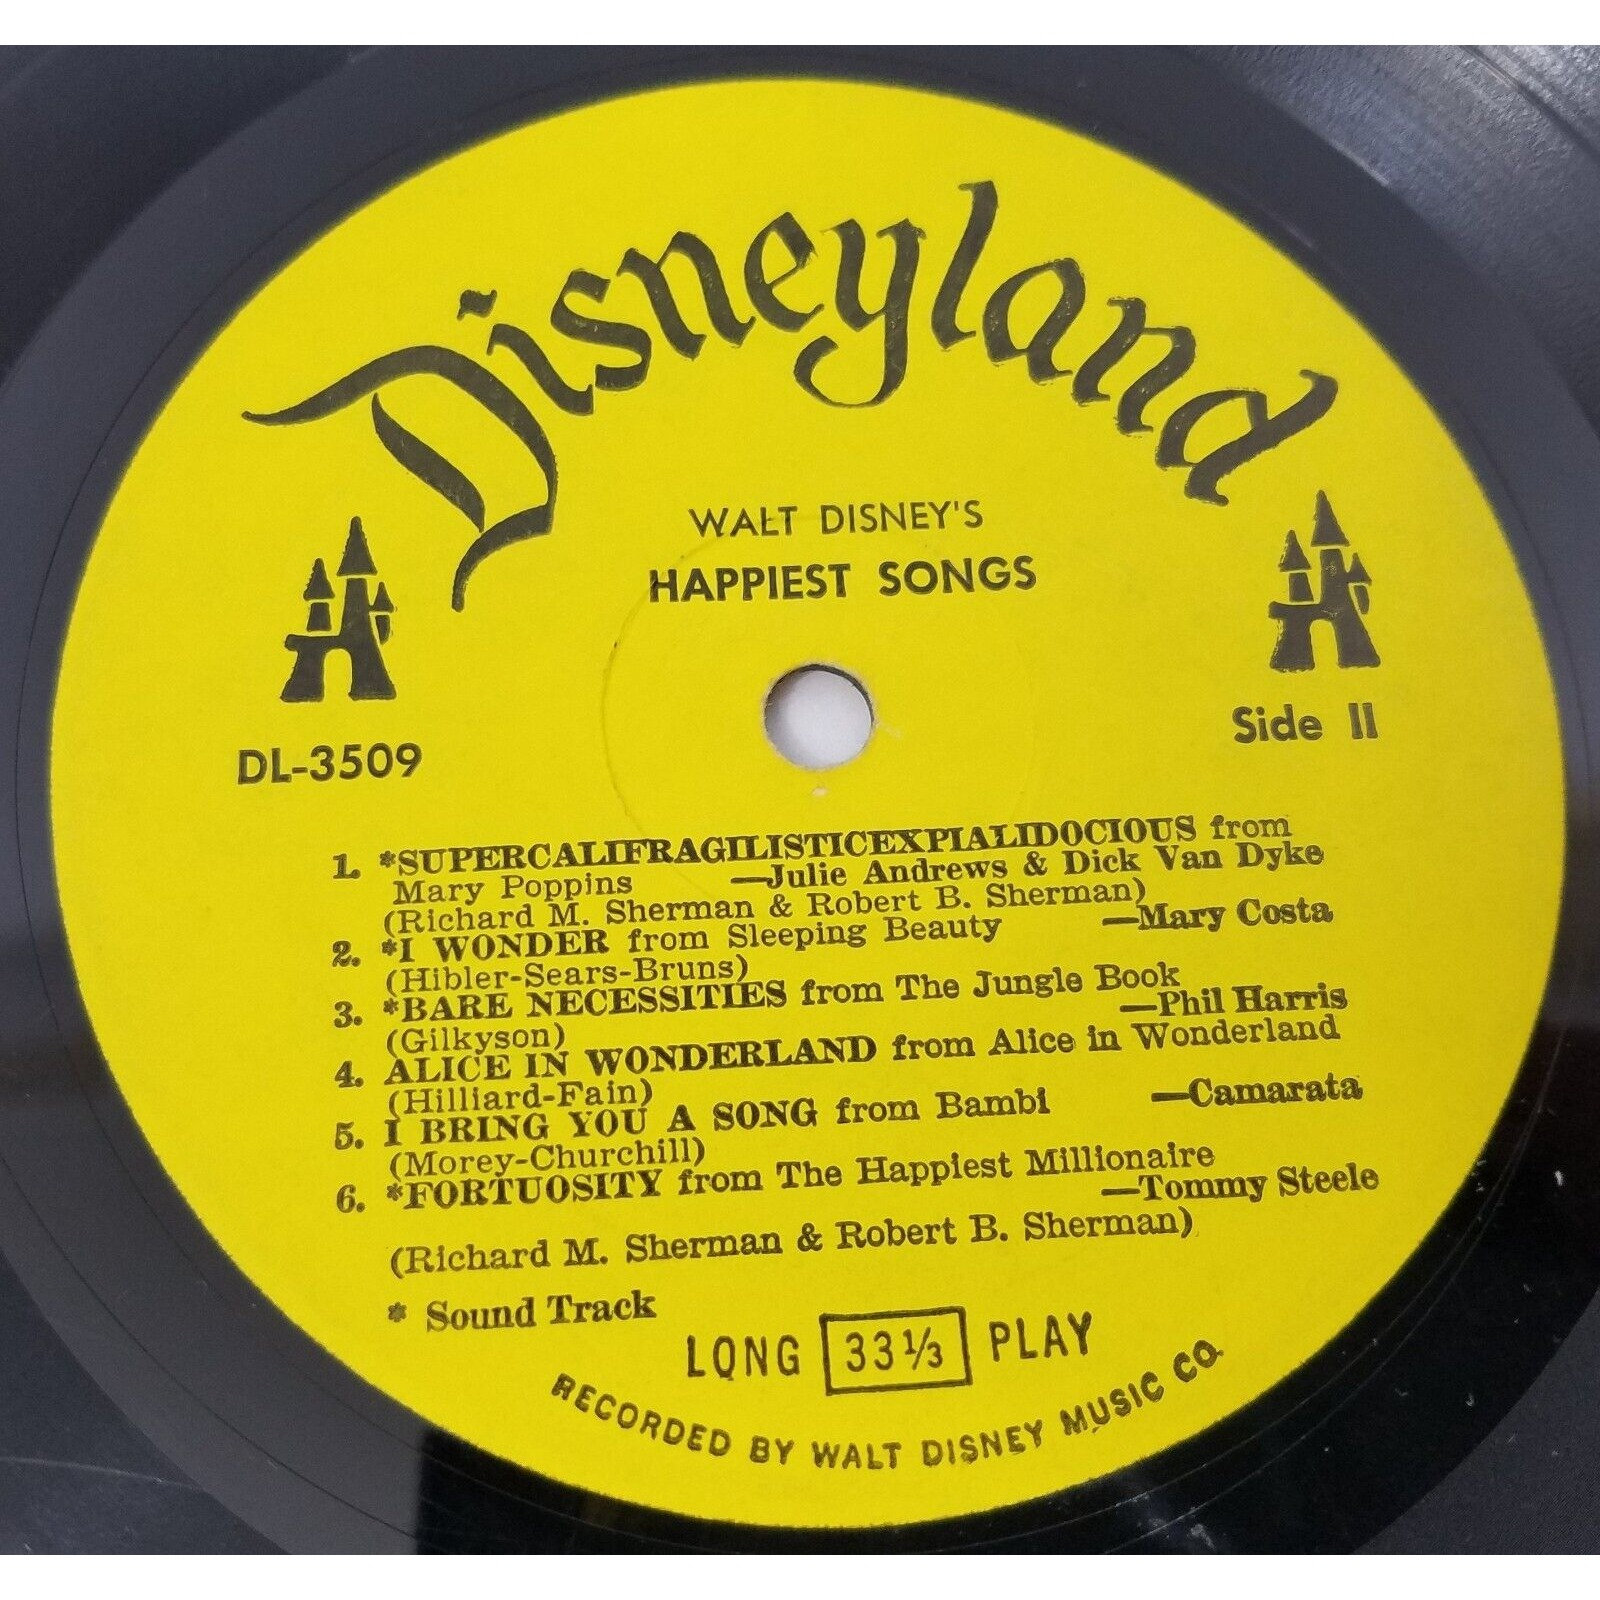 Disneyland
WALT DISNEY'S
HAPPIEST SONGS
DL-3509
Side II
1. *SUPERCALIFRAGILISTICEXPIALIDOCIOUS from
Mary Poppins —Julie Andrews & Dick Van Dyke
(Richard M. Sherman & Robert B. Sherman)
2. *I WONDER from Sleeping Beauty —Mary Costa
(Hibler-Sears-Bruns)
3. *BARE NECESSITIES from The Jungle Book
(Gilkyson) —Phil Harris
4. ALICE IN WONDERLAND from Alice in Wonderland
(Hilliard-Fain)
5. I BRING YOU A SONG from Bambi —Camarata
(Morey-Churchill)
6. *FORTUOSITY from The Happiest Millionaire
—Tommy Steele
(Richard M. Sherman & Robert B. Sherman)
* Sound Track
LONG 33 1/3 PLAY
RECORDED BY WALT DISNEY MUSIC CO.